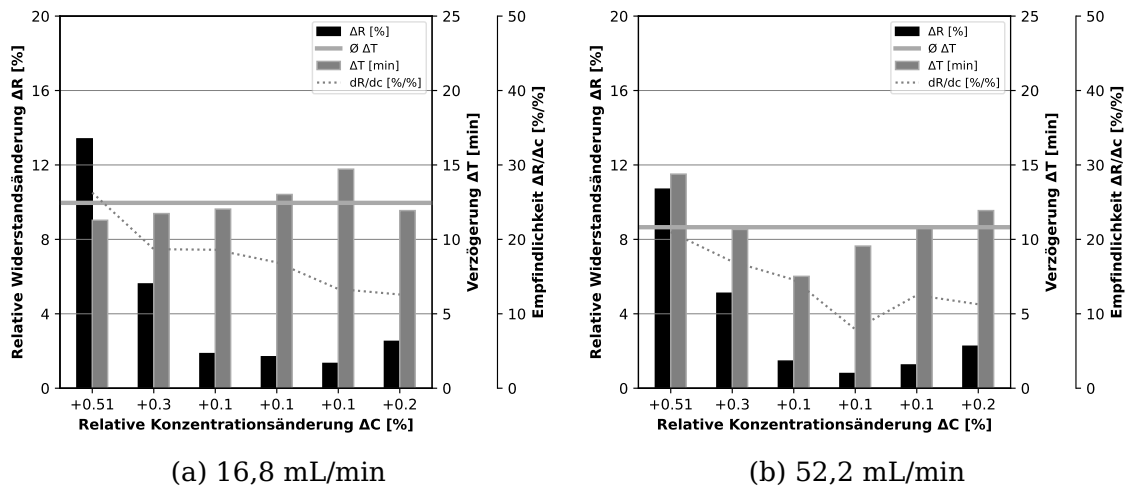 Relative Widerstandsänderung ΔR [%]
20
16
12
8
4
0
ΔR [%]
Ø ΔT
ΔT [min]
dR/dc [%/%]
25
20
15
10
5
0
Verzögerung ΔT [min]
50
40
30
20
10
0
Empfindlichkeit ΔR/Δc [%/%]
+0.51 +0.3 +0.1 +0.1 +0.1 +0.2
Relative Konzentrationsänderung ΔC [%]
(a) 16,8 mL/min
Relative Widerstandsänderung ΔR [%]
20
16
12
8
4
0
ΔR [%]
Ø ΔT
ΔT [min]
dR/dc [%/%]
25
20
15
10
5
0
Verzögerung ΔT [min]
50
40
30
20
10
0
Empfindlichkeit ΔR/Δc [%/%]
+0.51 +0.3 +0.1 +0.1 +0.1 +0.2
Relative Konzentrationsänderung ΔC [%]
(b) 52,2 mL/min